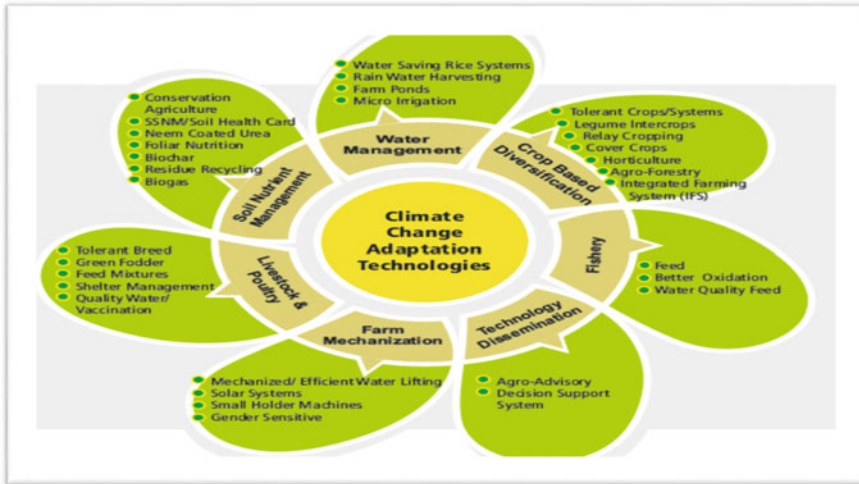 Climate
Change
Adaptation
Technologies
Water
Management
Water Saving Rice Systems
Rain Water Harvesting
Farm Ponds
Micro Irrigation
Crop Based
Diversification
Tolerant Crops/Systems
Legume Intercrops
Relay Cropping
Cover Crops
Horticulture
Agro-Forestry
Integrated Farming
System (IFS)
Fishery
Feed
Better Oxidation
Water Quality Feed
Technology
Dissemination
Agro-Advisory
Decision Support
System
Farm
Mechanization
Mechanized/ Efficient Water Lifting
Solar Systems
Small Holder Machines
Gender Sensitive
Livestock &
Poultry
Tolerant Breed
Green Fodder
Feed Mixtures
Shelter Management
Quality Water/
Vaccination
Soil Nutrient
Management
Conservation
Agriculture
SSNM/Soil Health Card
Neem Coated Urea
Foliar Nutrition
Biochar
Residue Recycling
Biogas